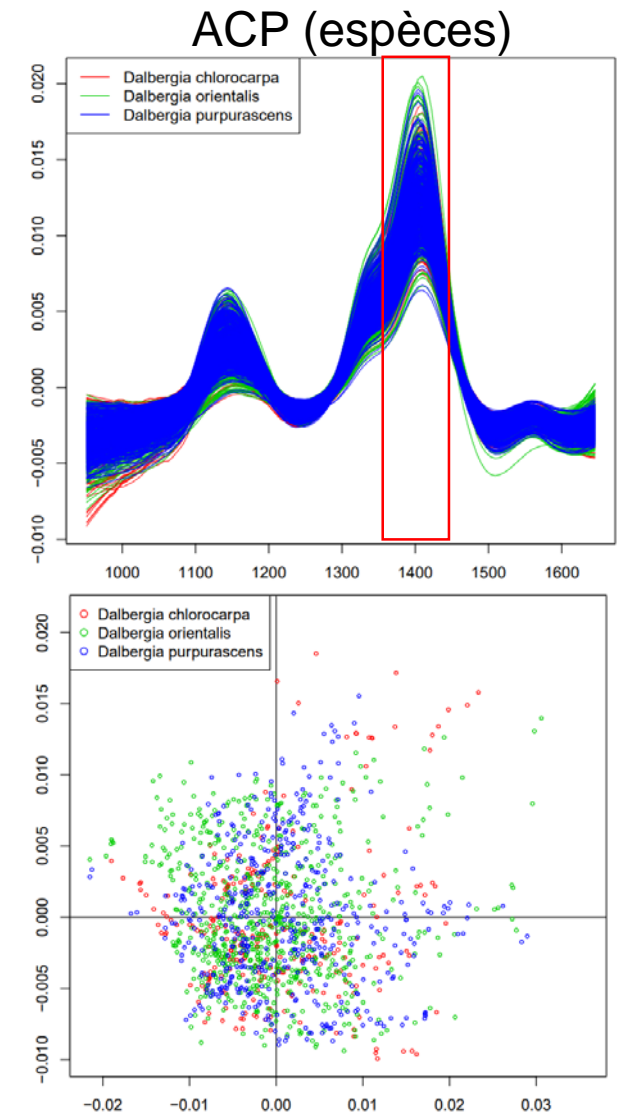 ACP (espèces)
Dalbergia chlorocarpa
Dalbergia orientalis
Dalbergia purpurascens
0.020
0.015
0.010
0.005
0.000
−0.005
−0.010
1000 1100 1200 1300 1400 1500 1600
Dalbergia chlorocarpa
Dalbergia orientalis
Dalbergia purpurascens
0.020
0.015
0.010
0.005
0.000
−0.005
−0.010
−0.02 −0.01 0.00 0.01 0.02 0.03